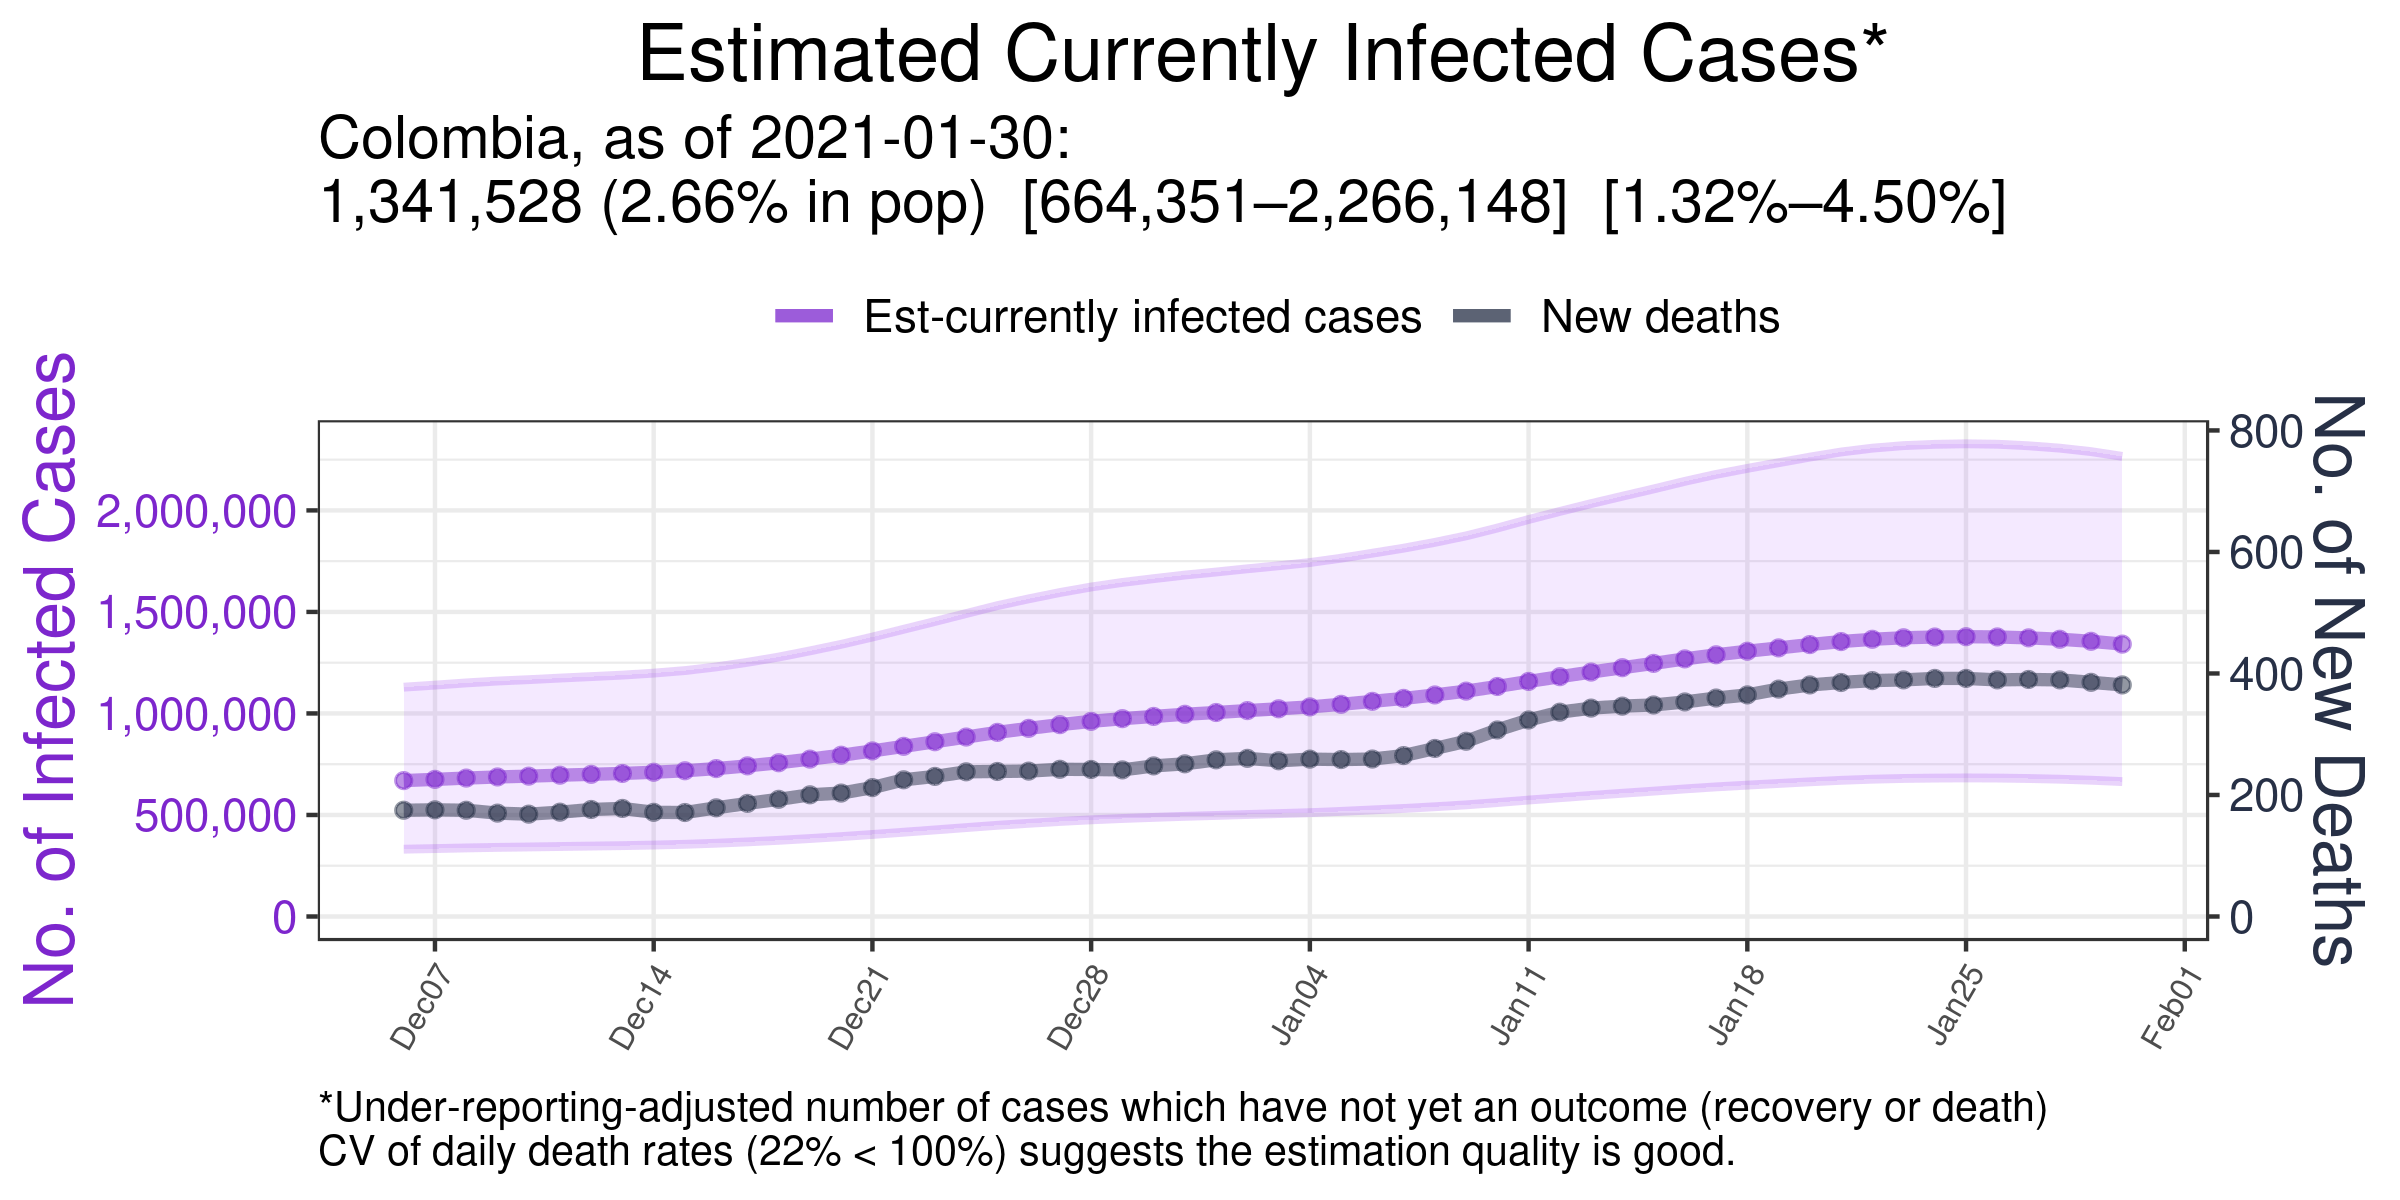 Estimated Currently Infected Cases*
Colombia, as of 2021-01-30:
1,341,528 (2.66% in pop) [664,351–2,266,148] [1.32%–4.50%]
Est-currently infected cases
New deaths
No. of Infected Cases
2,000,000
1,500,000
1,000,000
500,000
0
800
600
400
200
0
No. of New Deaths
Dec07
Dec14
Dec21
Dec28
Jan04
Jan11
Jan18
Jan25
Feb01
*Under-reporting-adjusted number of cases which have not yet an outcome (recovery or death)
CV of daily death rates (22% < 100%) suggests the estimation quality is good.